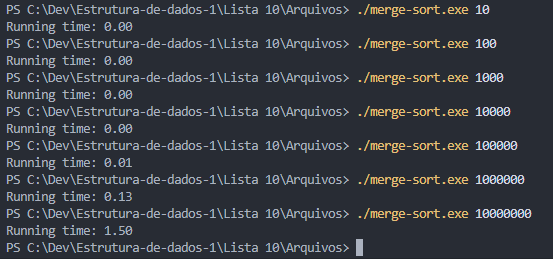 PS C:\Dev\Estrutura-de-dados-1\Lista 10\Arquivos> ./merge-sort.exe 10
Running time: 0.00
PS C:\Dev\Estrutura-de-dados-1\Lista 10\Arquivos> ./merge-sort.exe 100
Running time: 0.00
PS C:\Dev\Estrutura-de-dados-1\Lista 10\Arquivos> ./merge-sort.exe 1000
Running time: 0.00
PS C:\Dev\Estrutura-de-dados-1\Lista 10\Arquivos> ./merge-sort.exe 10000
Running time: 0.00
PS C:\Dev\Estrutura-de-dados-1\Lista 10\Arquivos> ./merge-sort.exe 100000
Running time: 0.01
PS C:\Dev\Estrutura-de-dados-1\Lista 10\Arquivos> ./merge-sort.exe 1000000
Running time: 0.13
PS C:\Dev\Estrutura-de-dados-1\Lista 10\Arquivos> ./merge-sort.exe 10000000
Running time: 1.50
PS C:\Dev\Estrutura-de-dados-1\Lista 10\Arquivos>